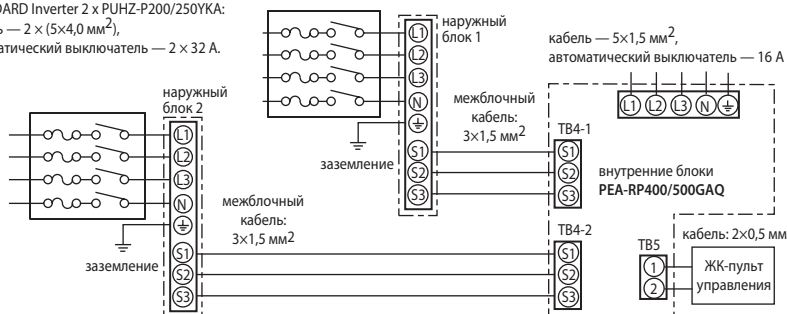 DARD Inverter 2 x PUHZ-P200/250YKA:
ь — 2 × (5×4,0 мм2),
матический выключатель — 2 × 32 А.
наружный
блок 1
L1
L2
L3
N
S1
S2
S3
заземление
межблочный
кабель:
3×1,5 мм2
кабель — 5×1,5 мм2,
автоматический выключатель — 16 А
L1 L2 L3 N
TB4-1
S1
S2
S3
внутренние блоки
PEA-RP400/500GAQ
наружный
блок 2
L1
L2
L3
N
S1
S2
S3
заземление
межблочный
кабель:
3×1,5 мм2
TB4-2
S1
S2
S3
TB5
1
2
кабель: 2×0,5 мм
ЖК-пульт
управления